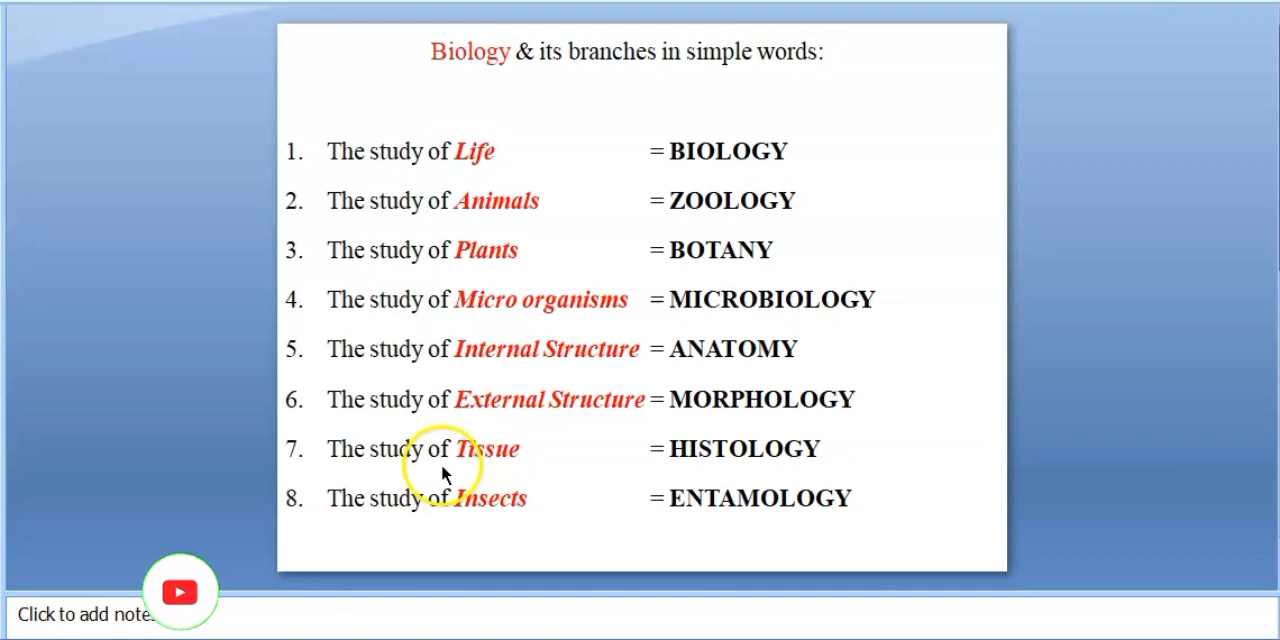 Biology & its branches in simple words:
1. The study of Life = BIOLOGY
2. The study of Animals = ZOOLOGY
3. The study of Plants = BOTANY
4. The study of Micro organisms = MICROBIOLOGY
5. The study of Internal Structure = ANATOMY
6. The study of External Structure = MORPHOLOGY
7. The study of Tissue = HISTOLOGY
8. The study of Insects = ENTAMOLOGY
Click to add note